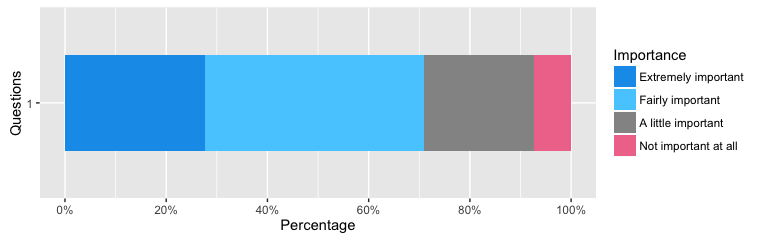 Questions
1
0% 20% 40% 60% 80% 100%
Percentage
Importance
Extremely important
Fairly important
A little important
Not important at all